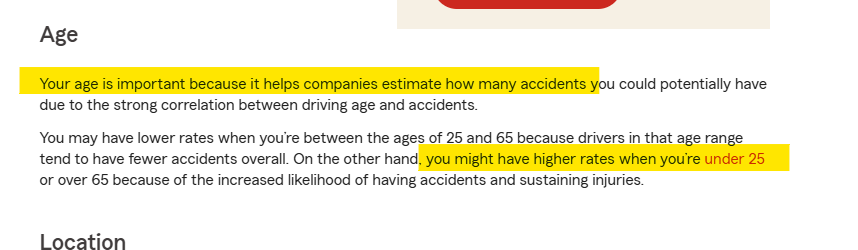 Age
Your age is important because it helps companies estimate how many accidents you could potentially have
due to the strong correlation between driving age and accidents.
You may have lower rates when you’re between the ages of 25 and 65 because drivers in that age range
tend to have fewer accidents overall. On the other hand, you might have higher rates when you’re under 25
or over 65 because of the increased likelihood of having accidents and sustaining injuries.
Location